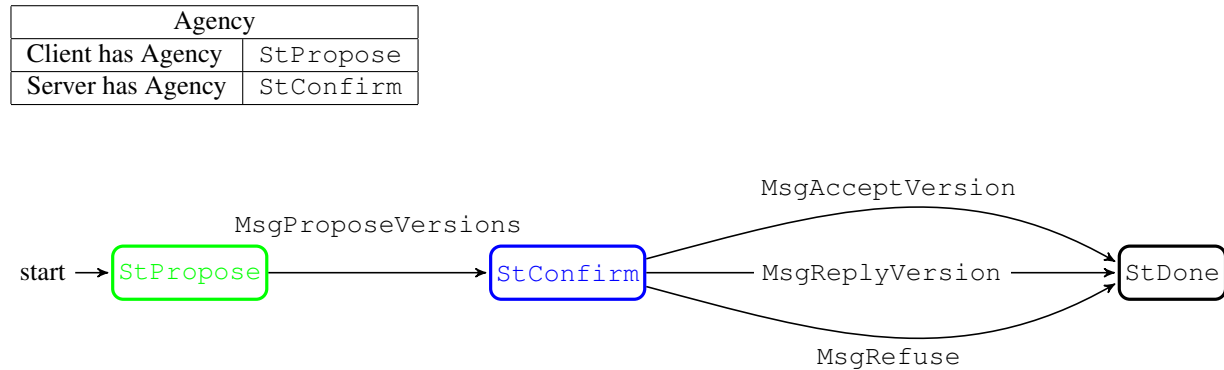 Agency
Client has Agency StPropose
Server has Agency StConfirm
MsgAcceptVersion
MsgProposeVersions
start StPropose StConfirm MsgReplyVersion StDone
MsgRefuse